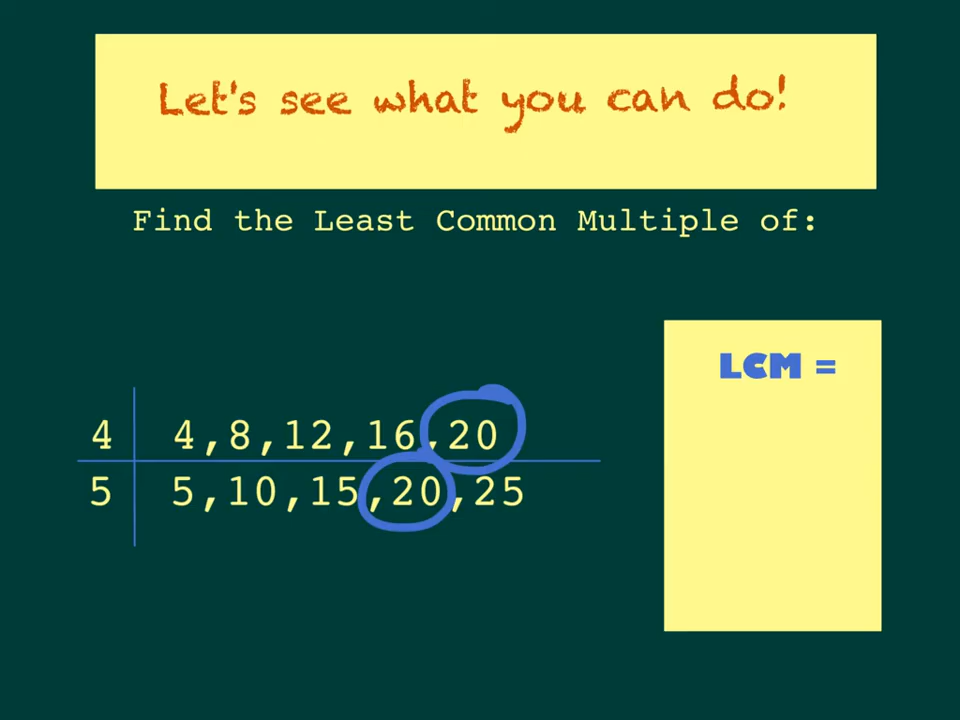 Let's see what you can do!
Find the Least Common Multiple of:
LCM =
4 4,8,12,16,20
5 5,10,15,20,25